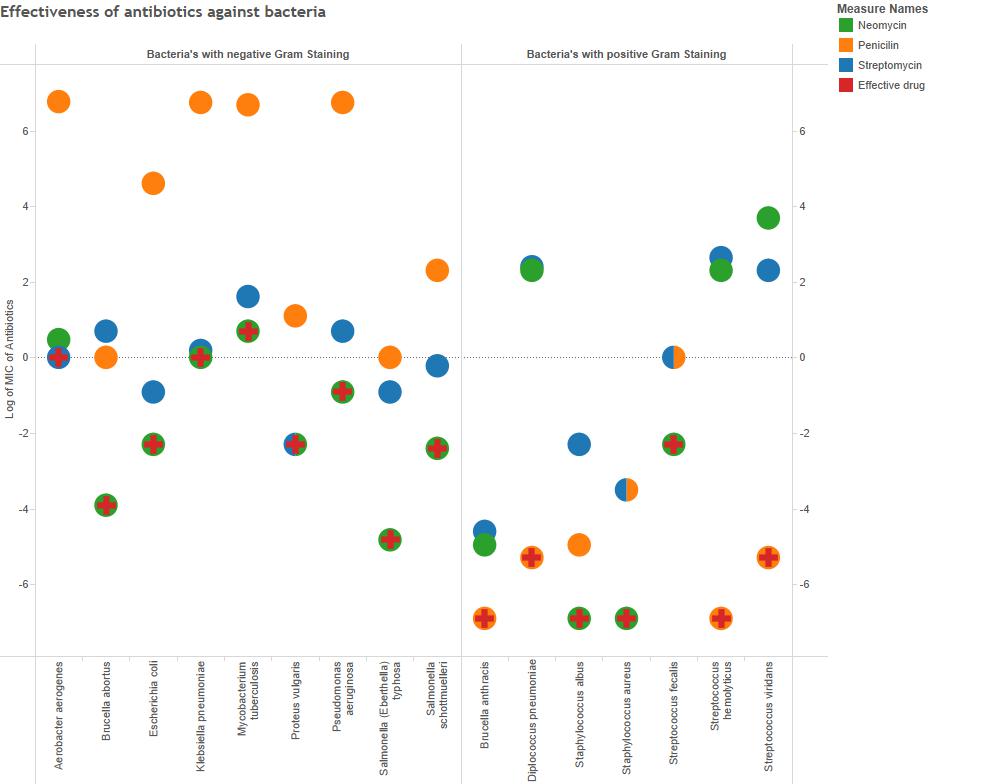 Effectiveness of antibiotics against bacteria
Measure Names
Neomycin
Penicilin
Streptomycin
Effective drug
Bacteria's with negative Gram Staining
Bacteria's with positive Gram Staining
Log of MIC of Antibiotics
6
4
2
0
-2
-4
-6
6
4
2
0
-2
-4
-6
Aerobacter aerogenes
Brucella abortus
Escherichia coli
Klebsiella pneumoniae
Mycobacterium
tuberculosis
Proteus vulgaris
Pseudomonas
aeruginosa
Salmonella (Eberthella)
typhosa
Salmonella
schottmuelleri
Brucella anthracis
Diplococcus pneumoniae
Staphylococcus albus
Staphylococcus aureus
Streptococcus fecalis
Streptococcus
hemolyticus
Streptococcus viridans